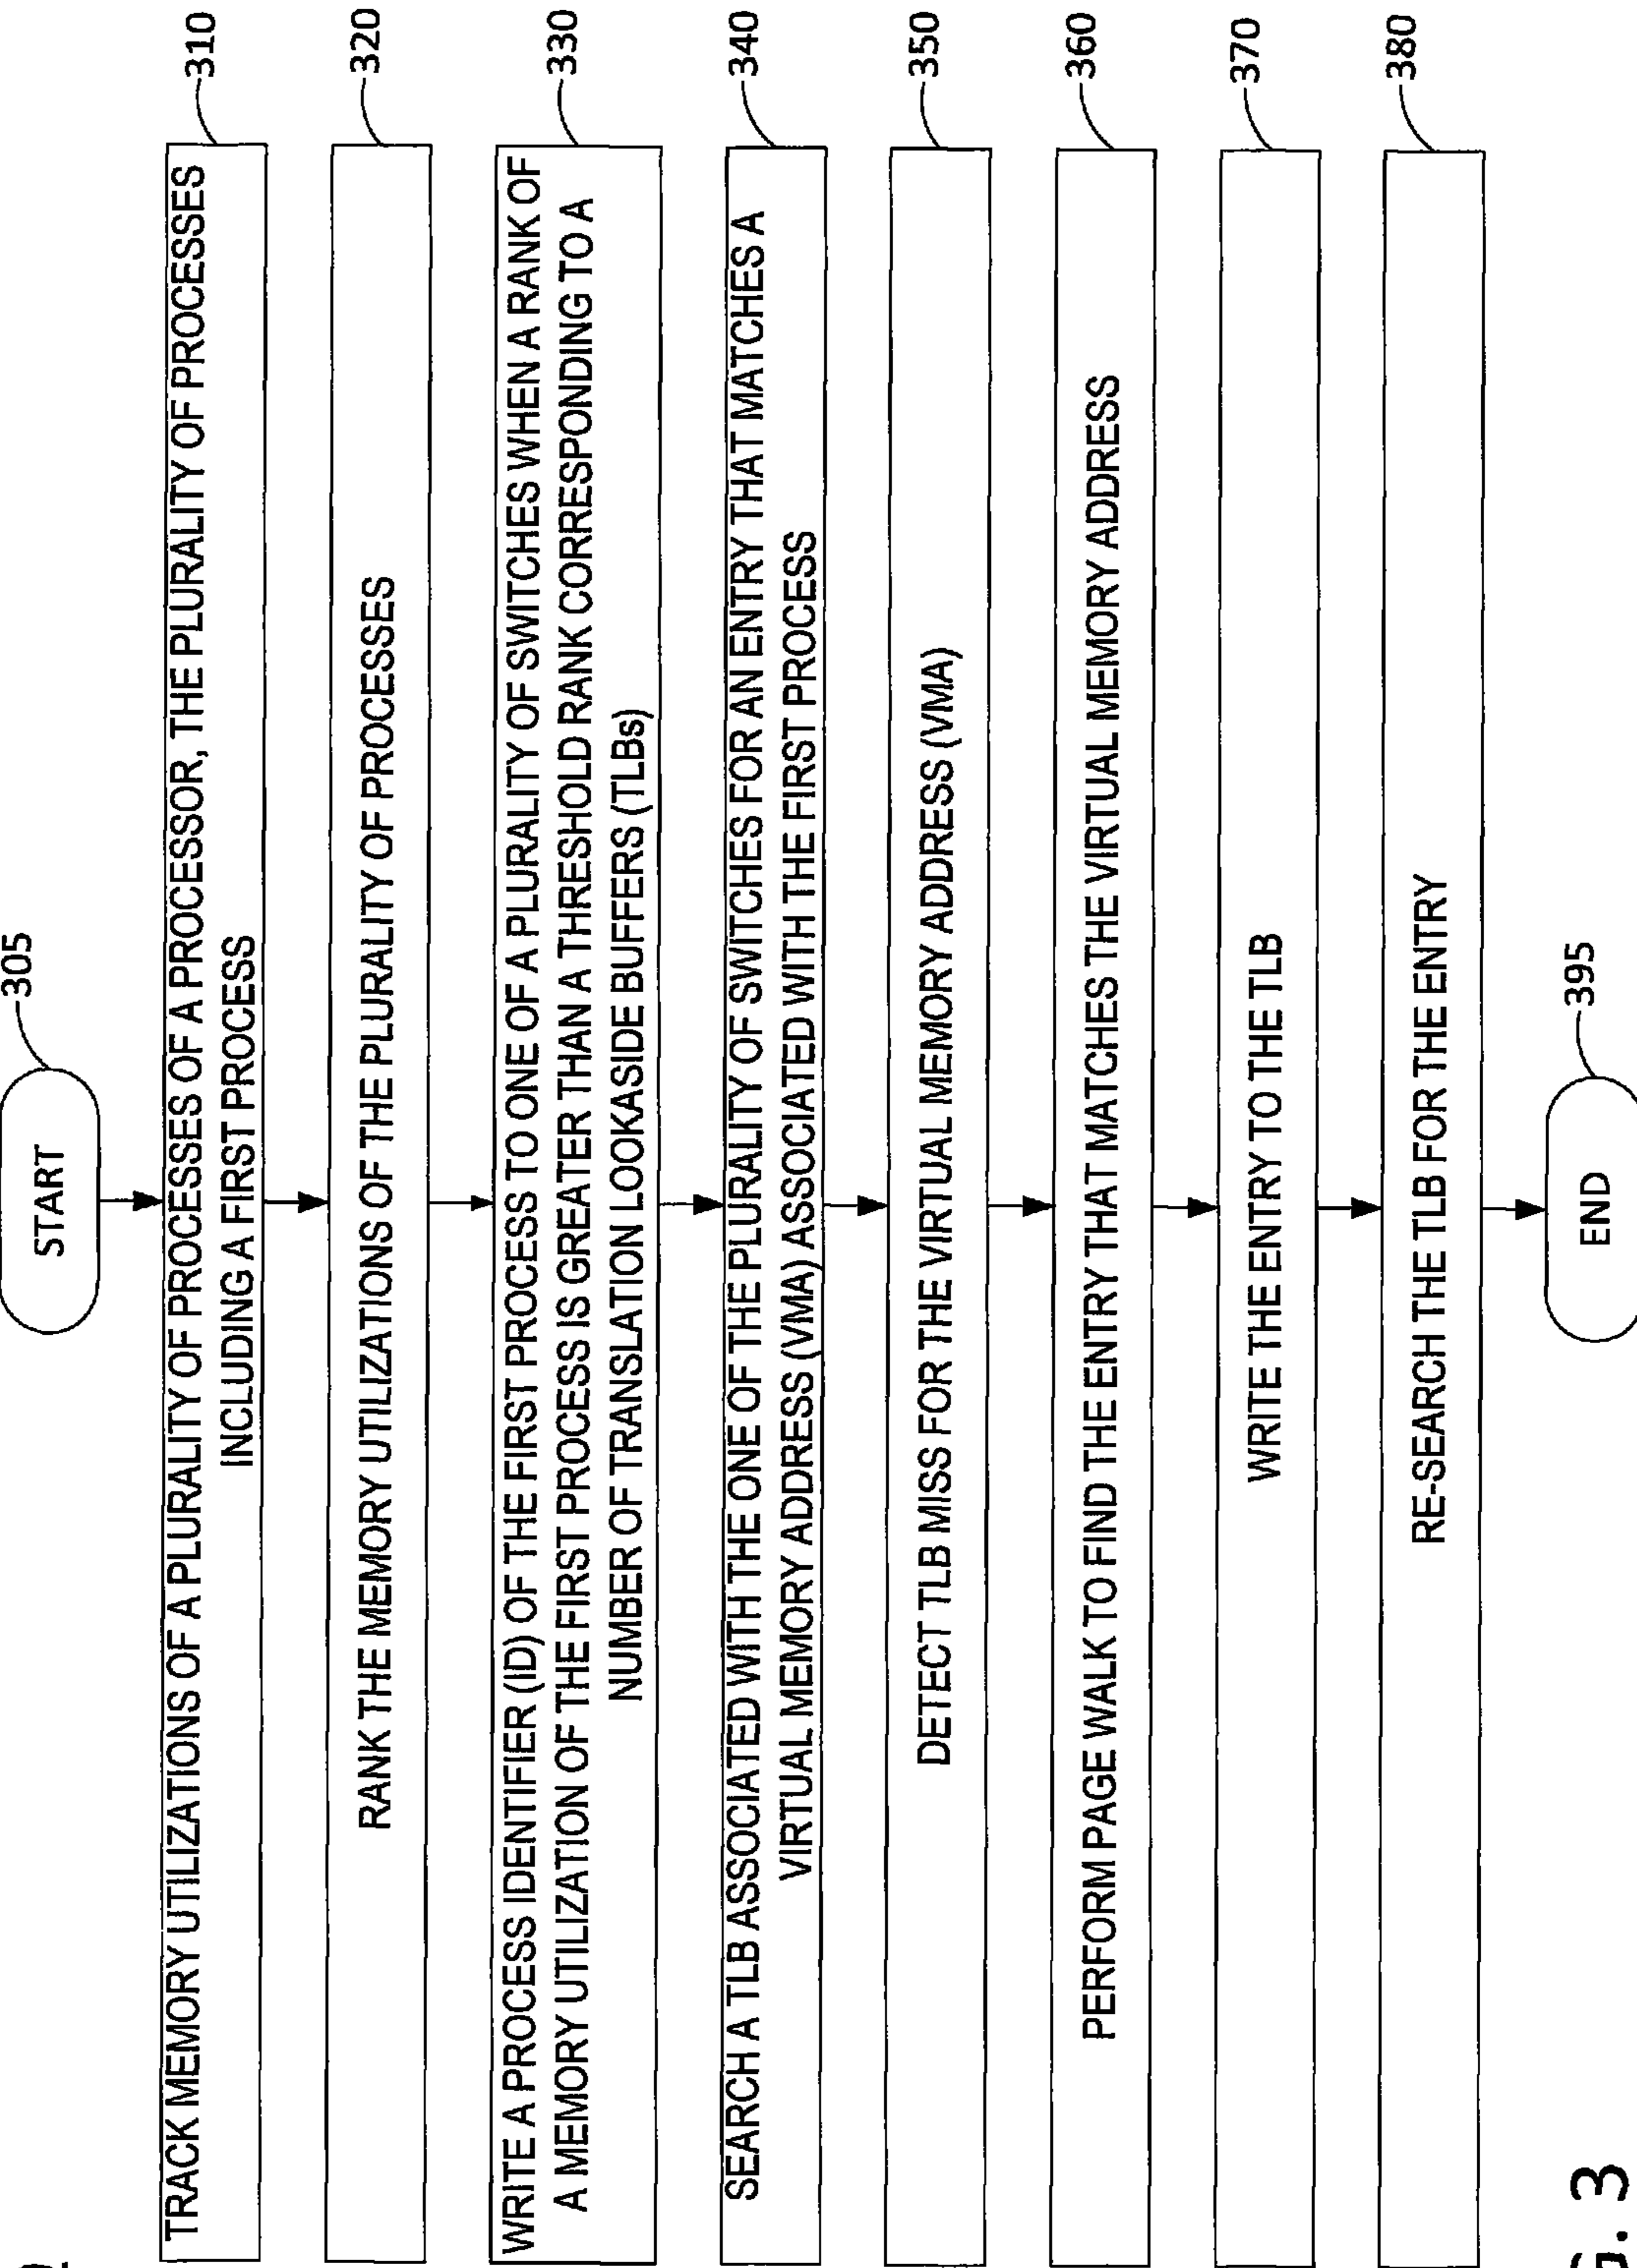 START
305
TRACK MEMORY UTILIZATIONS OF A PLURALITY OF PROCESSES OF A PROCESSOR, THE PLURALITY OF PROCESSES
INCLUDING A FIRST PROCESS
310
RANK THE MEMORY UTILIZATIONS OF THE PLURALITY OF PROCESSES
320
WRITE A PROCESS IDENTIFIER (ID) OF THE FIRST PROCESS TO ONE OF A PLURALITY OF SWITCHES WHEN A RANK OF
A MEMORY UTILIZATION OF THE FIRST PROCESS IS GREATER THAN A THRESHOLD RANK CORRESPONDING TO A
NUMBER OF TRANSLATION LOOKASIDE BUFFERS (TLBs)
330
SEARCH A TLB ASSOCIATED WITH THE ONE OF THE PLURALITY OF SWITCHES FOR AN ENTRY THAT MATCHES A
VIRTUAL MEMORY ADDRESS (VMA) ASSOCIATED WITH THE FIRST PROCESS
340
DETECT TLB MISS FOR THE VIRTUAL MEMORY ADDRESS (VMA)
350
PERFORM PAGE WALK TO FIND THE ENTRY THAT MATCHES THE VIRTUAL MEMORY ADDRESS
360
WRITE THE ENTRY TO THE TLB
370
RE-SEARCH THE TLB FOR THE ENTRY
380
END
395
G. 3